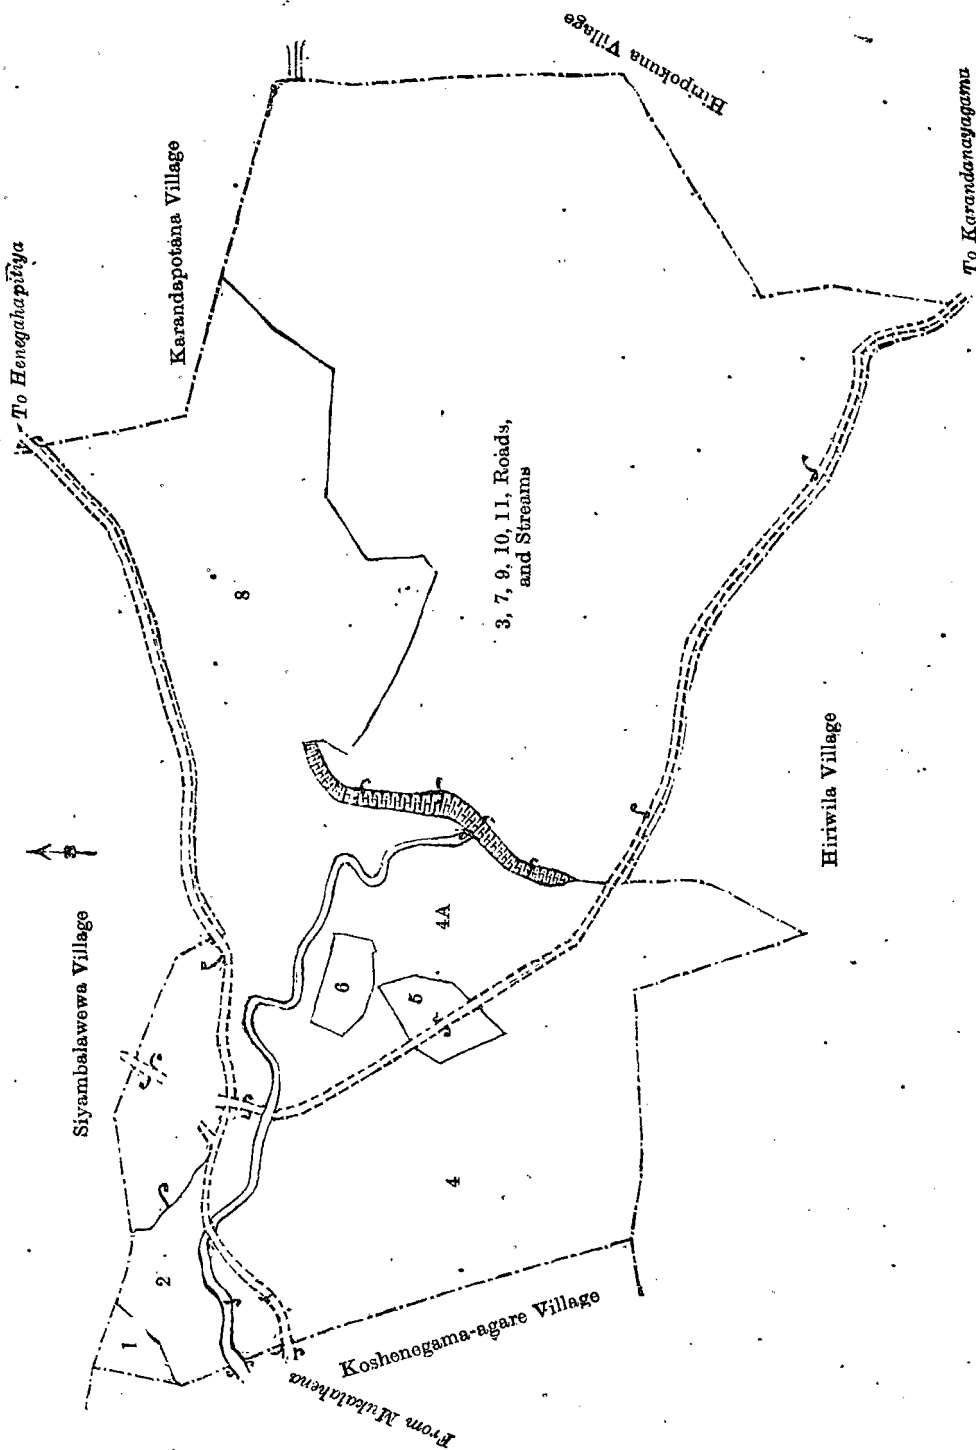 To Henegahapitiya
Karandapotana Village
Hiripokuna Village
To Karandanayagama
Siyambalawewa Village
8
3, 7, 9, 10, 11, Roads,
and Streams
Hiriwila Village
4A
6
5
4
2
1
Koshenegama-agare Village
From Mukalahena